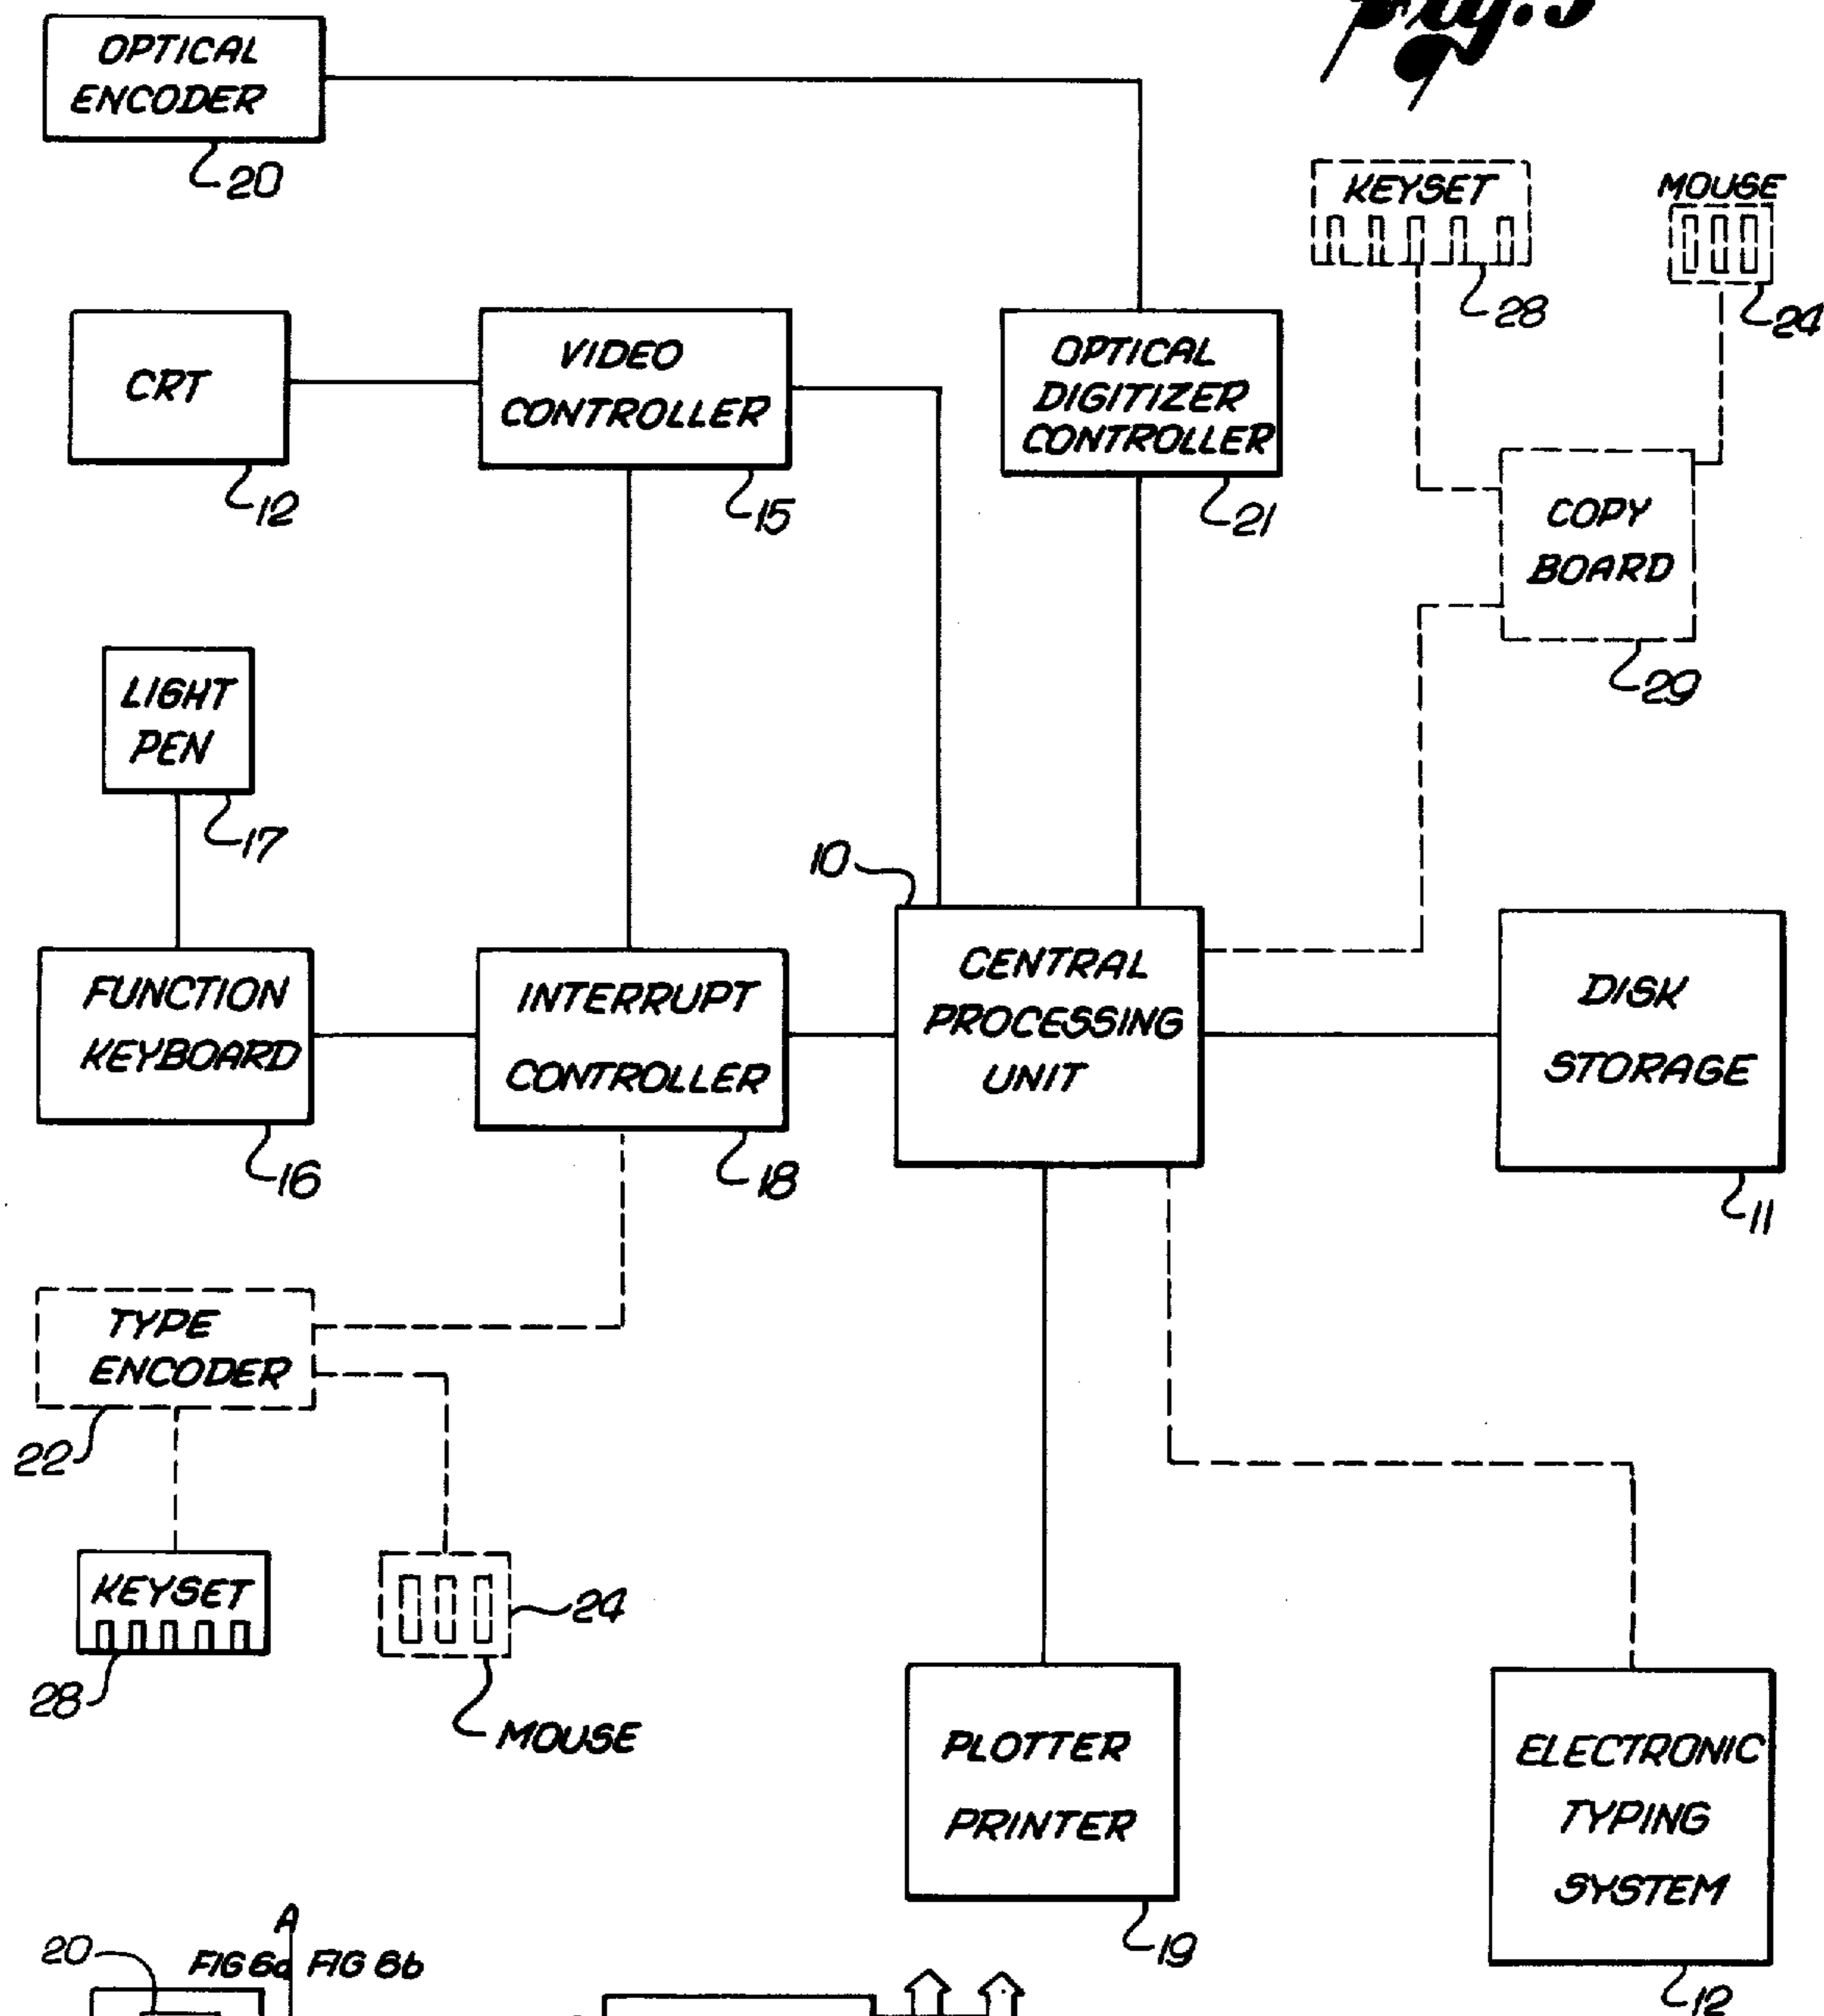 Fig. 5
OPTICAL
ENCODER
20
KEYSET
28
MOUSE
24
CRT
12
VIDEO
CONTROLLER
15
OPTICAL
DIGITIZER
CONTROLLER
21
COPY
BOARD
29
LIGHT
PEN
17
10
FUNCTION
KEYBOARD
16
INTERRUPT
CONTROLLER
18
CENTRAL
PROCESSING
UNIT
DISK
STORAGE
11
TYPE
ENCODER
22
KEYSET
28
24
MOUSE
PLOTTER
PRINTER
19
ELECTRONIC
TYPING
SYSTEM
12
A
20
FIG 6a FIG 6b